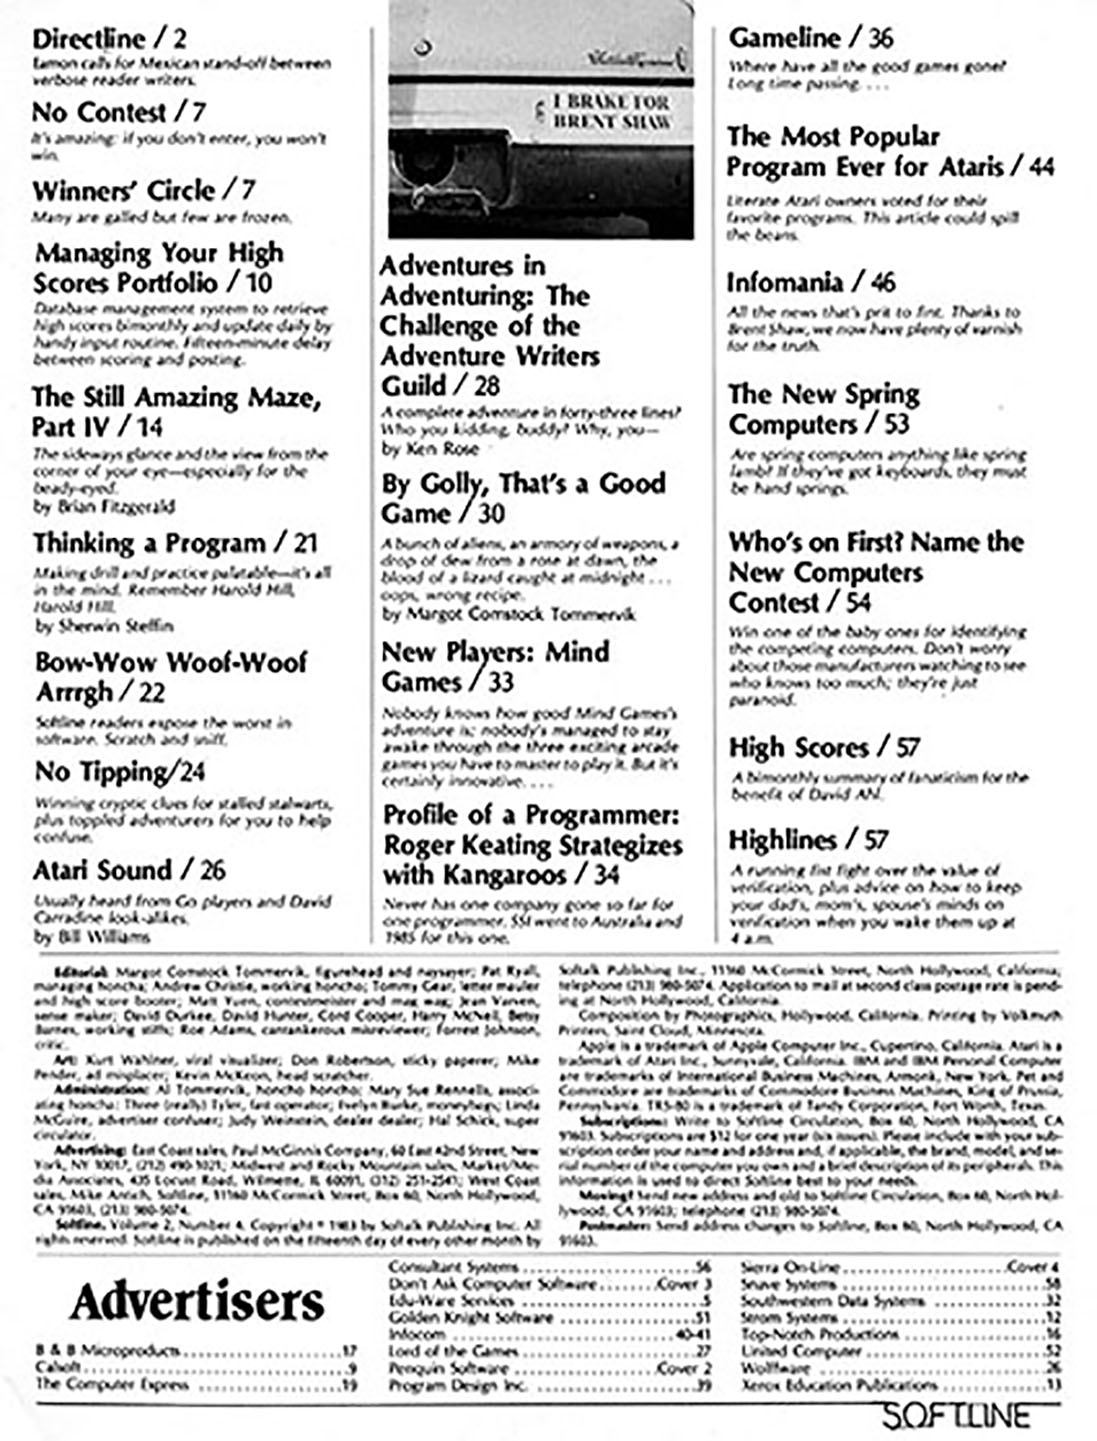 Directline / 2
Eamon calls for Mexican stand-off between
verbose reader writers.
No Contest / 7
It's amazing: if you don't enter, you won't
win.
Winners' Circle / 7
Many are galled but few are frozen.
Managing Your High
Scores Portfolio / 10
Database management system to retrieve
high scores bimonthly and update daily by
handy input routine. Fifteen-minute delay
between scoring and posting.
The Still Amazing Maze,
Part IV / 14
The sideways glance and the view from the
corner of your eye—especially for the
beady-eyed.
by Brian Fitzgerald
Thinking a Program / 21
Making drill and practice palatable—it's all
in the mind. Remember Harold Hill,
Harold Hill.
by Sherwin Steffin
Bow-Wow Woof-Woof
Arrrgh / 22
Softline readers expose the worst in
software. Scratch and sniff.
No Tipping/24
Winning cryptic clues for stalled stalwarts,
plus toppled adventurers for you to help
confuse.
Atari Sound / 26
Usually heard from Go players and David
Carradine look-alikes.
by Bill Williams
I BRAKE FOR
BRENT SHAW
Adventures in
Adventuring: The
Challenge of the
Adventure Writers
Guild / 28
A complete adventure in forty-three lines?
Who you kidding, buddy? Why, you—
by Ken Rose
By Golly, That's a Good
Game / 30
A bunch of aliens, an armory of weapons, a
drop of dew from a rose at dawn, the
blood of a lizard caught at midnight . . .
oops, wrong recipe.
by Margot Comstock Tommervik
New Players: Mind
Games / 33
Nobody knows how good Mind Games's
adventure is; nobody's managed to stay
awake through the three exciting arcade
games you have to master to play it. But it's
certainly innovative. . . .
Profile of a Programmer:
Roger Keating Strategizes
with Kangaroos / 34
Never has one company gone so far for
one programmer. SSI went to Australia and
1985 for this one.
Gameline / 36
Where have all the good games gone?
Long time passing. . . .
The Most Popular
Program Ever for Ataris / 44
Literate Atari owners voted for their
favorite programs. This article could spill
the beans.
Infomania / 46
All the news that's prit to fint. Thanks to
Brent Shaw, we now have plenty of varnish
for the truth.
The New Spring
Computers / 53
Are spring computers anything like spring
lamb? If they've got keyboards, they must
be hand springs.
Who's on First? Name the
New Computers
Contest / 54
Win one of the baby ones for identifying
the competing computers. Don't worry
about those manufacturers watching to see
who knows too much; they're just
paranoid.
High Scores / 57
A bimonthly summary of fanaticism for the
benefit of David Ahl.
Highlines / 57
A running fist fight over the value of
verification, plus advice on how to keep
your dad's, mom's, spouse's minds on
verification when you wake them up at
4 a.m.
Editorial: Margot Comstock Tommervik, figurehead and naysayer; Pat Ryall,
managing honcha; Andrew Christie, working honcho; Tommy Gear, letter mauler
and high score booter; Matt Yuen, contestmeister and mag wag; Jean Varven,
sense maker; David Durkee, David Hunter, Cord Cooper, Harry McNeil, Betsy
Burnes, working stiffs; Roe Adams, cantankerous misreviewer; Forrest Johnson,
critic.
Art: Kurt Wahlner, viral visualizer; Don Robertson, sticky paperer; Mike
Pender, ad misplacer; Kevin McKeon, head scratcher.
Administration: Al Tommervik, honcho honcho; Mary Sue Rennells, associ-
ating honcha; Three (really) Tyler, fast operator; Evelyn Burke, moneybags; Linda
McGuire, advertiser confuser; Judy Weinstein, dealer dealer; Hal Schick, super
circulator.
Advertising: East Coast sales, Paul McGinnis Company, 60 East 42nd Street, New
York, NY 10017, (212) 490-1021; Midwest and Rocky Mountain sales, Market/Me-
dia Associates, 435 Locust Road, Wilmette, IL 60091, (312) 251-2541; West Coast
sales, Mike Antich, Softline, 11160 McCormick Street, Box 60, North Hollywood,
CA 91603, (213) 980-5074.
Softline, Volume 2, Number 4. Copyright © 1983 by Softalk Publishing Inc. All
rights reserved. Softline is published on the fifteenth day of every other month by
Softalk Publishing Inc., 11160 McCormick Street, North Hollywood, California;
telephone (213) 980-5074. Application to mail at second class postage rate is pend-
ing at North Hollywood, California.
Composition by Photographics, Hollywood, California. Printing by Volkmuth
Printers, Saint Cloud, Minnesota.
Apple is a trademark of Apple Computer Inc., Cupertino, California. Atari is a
trademark of Atari Inc., Sunnyvale, California. IBM and IBM Personal Computer
are trademarks of International Business Machines, Armonk, New York. Pet and
Commodore are trademarks of Commodore Business Machines, King of Prussia,
Pennsylvania. TRS-80 is a trademark of Tandy Corporation, Fort Worth, Texas.
Subscriptions: Write to Softline Circulation, Box 60, North Hollywood, CA
91603. Subscriptions are $12 for one year (six issues). Please include with your sub-
scription order your name and address and, if applicable, the brand, model, and se-
rial number of the computer you own and a brief description of its peripherals. This
information is used to direct Softline best to your needs.
Moving? Send new address and old to Softline Circulation, Box 60, North Hol-
lywood, CA 91603; telephone (213) 980-5074.
Postmaster: Send address changes to Softline, Box 60, North Hollywood, CA
91603.
Advertisers
B & B Microproducts 17
Calsoft 9
The Computer Express 19
Consultant Systems 56
Don't Ask Computer Software Cover 3
Edu-Ware Services 5
Golden Knight Software 51
Infocom 40-41
Lord of the Games 27
Penguin Software Cover 2
Program Design Inc. 39
Sierra On-Line Cover 4
Snave Systems 58
Southwestern Data Systems 32
Strom Systems 12
Top-Notch Productions 16
United Computer 52
Wolffware 26
Xerox Education Publications 13
SOFTLINE